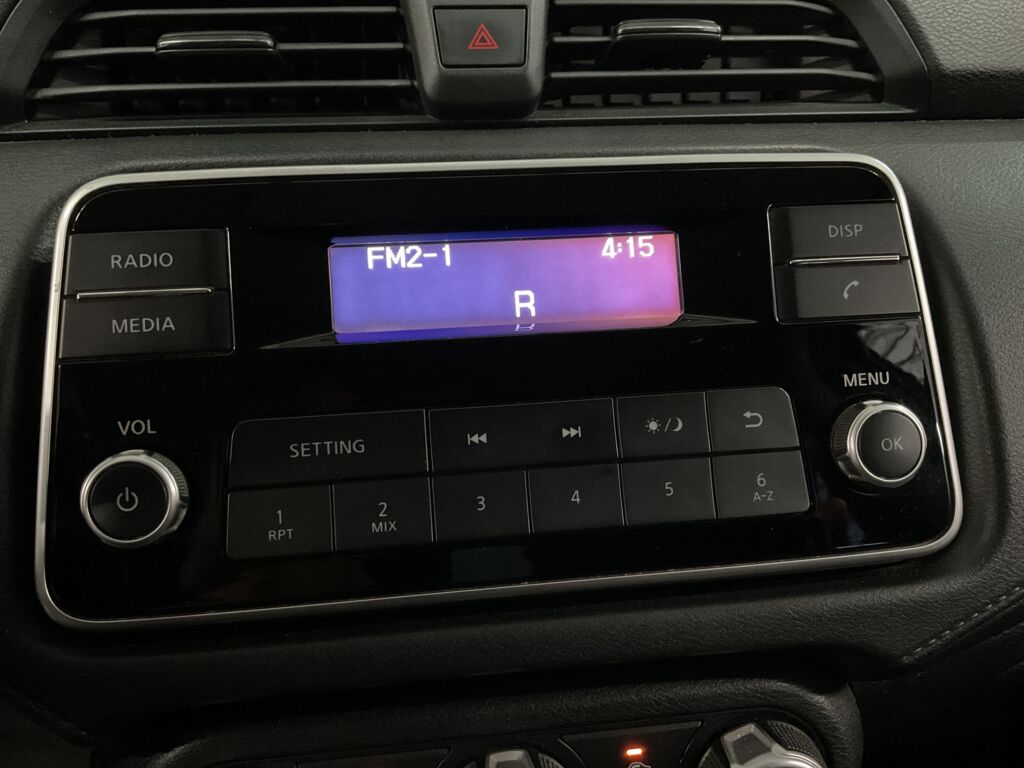 FM2-1 4:15
R
RADIO
MEDIA
DISP
VOL
MENU
OK
SETTING
1 2 3 4 5 6
RPT MIX A-Z